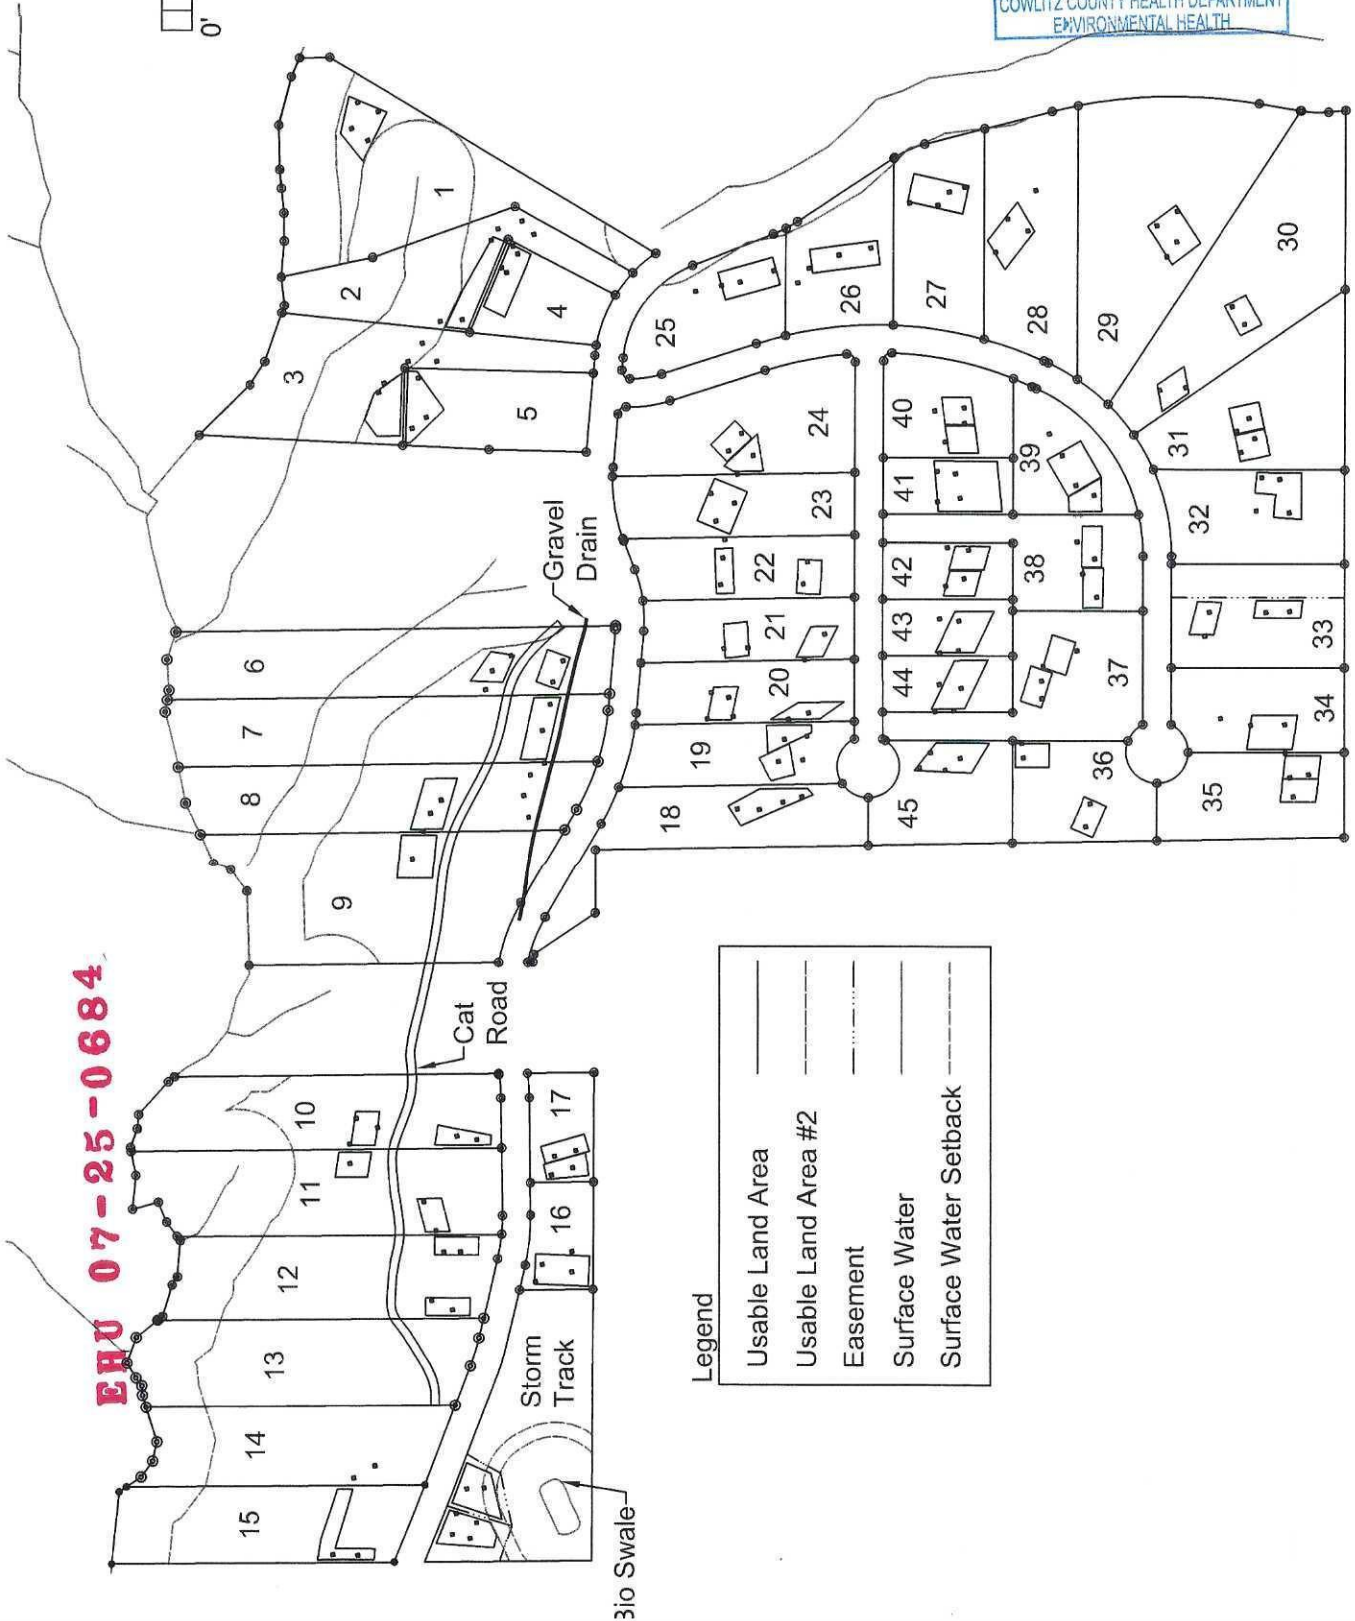 COWLITZ COUNTY HEALTH DEPARTMENT
ENVIRONMENTAL HEALTH
0'
EHU 07-25-0684
1
2
3
4
5
6
7
8
9
10
11
12
13
14
15
16
17
18
19
20
21
22
23
24
25
26
27
28
29
30
31
32
33
34
35
36
37
38
39
40
41
42
43
44
45
Gravel
Drain
Cat
Road
Storm
Track
Bio Swale
Legend
Usable Land Area
Usable Land Area #2
Easement
Surface Water
Surface Water Setback